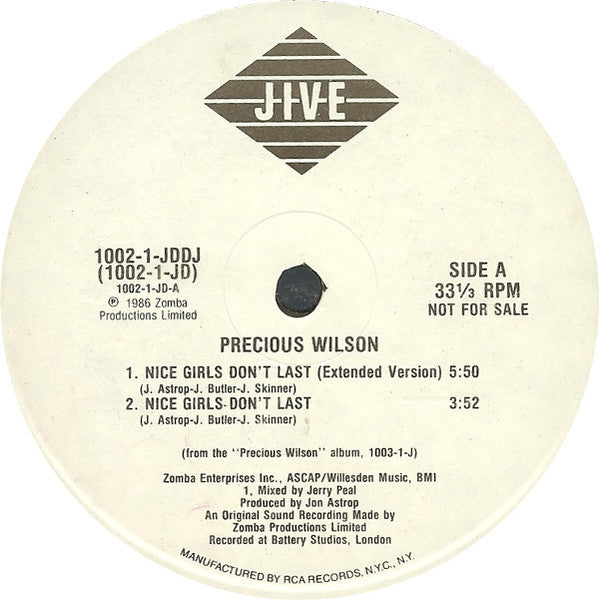 JIVE
1002-1-JDDJ
(1002-1-JD)
1002-1-JD-A
℗ 1986 Zomba
Productions Limited
SIDE A
33⅓ RPM
NOT FOR SALE
PRECIOUS WILSON
1. NICE GIRLS DON'T LAST (Extended Version) 5:50
(J. Astrop-J. Butler-J. Skinner)
2. NICE GIRLS DON'T LAST 3:52
(J. Astrop-J. Butler-J. Skinner)
(from the "Precious Wilson" album, 1003-1-J)
Zomba Enterprises Inc., ASCAP/Willesden Music, BMI
1, Mixed by Jerry Peal
Produced by Jon Astrop
An Original Sound Recording Made by
Zomba Productions Limited
Recorded at Battery Studios, London
MANUFACTURED BY RCA RECORDS, N.Y.C., N.Y.